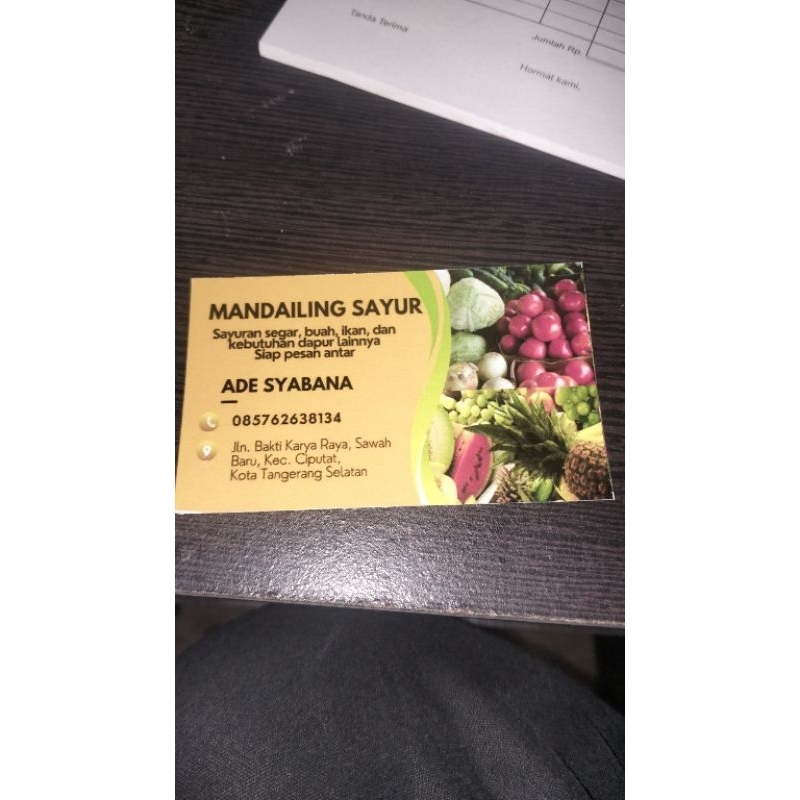 Tanda Terima
Jumlah Rp.
Hormat kami,
MANDAILING SAYUR
Sayuran segar, buah, ikan, dan
kebutuhan dapur lainnya
Siap pesan antar
ADE SYABANA
085762638134
Jln. Bakti Karya Raya, Sawah
Baru, Kec. Ciputat,
Kota Tangerang Selatan